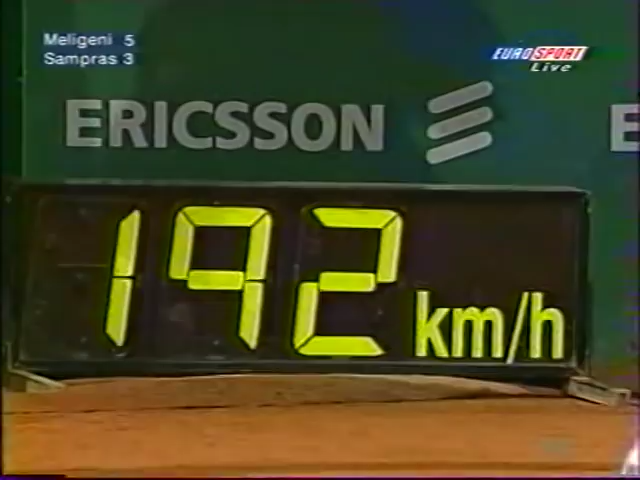 Meligeni 5
Sampras 3
EUROSPORT
Live
ERICSSON
E
192 km/h